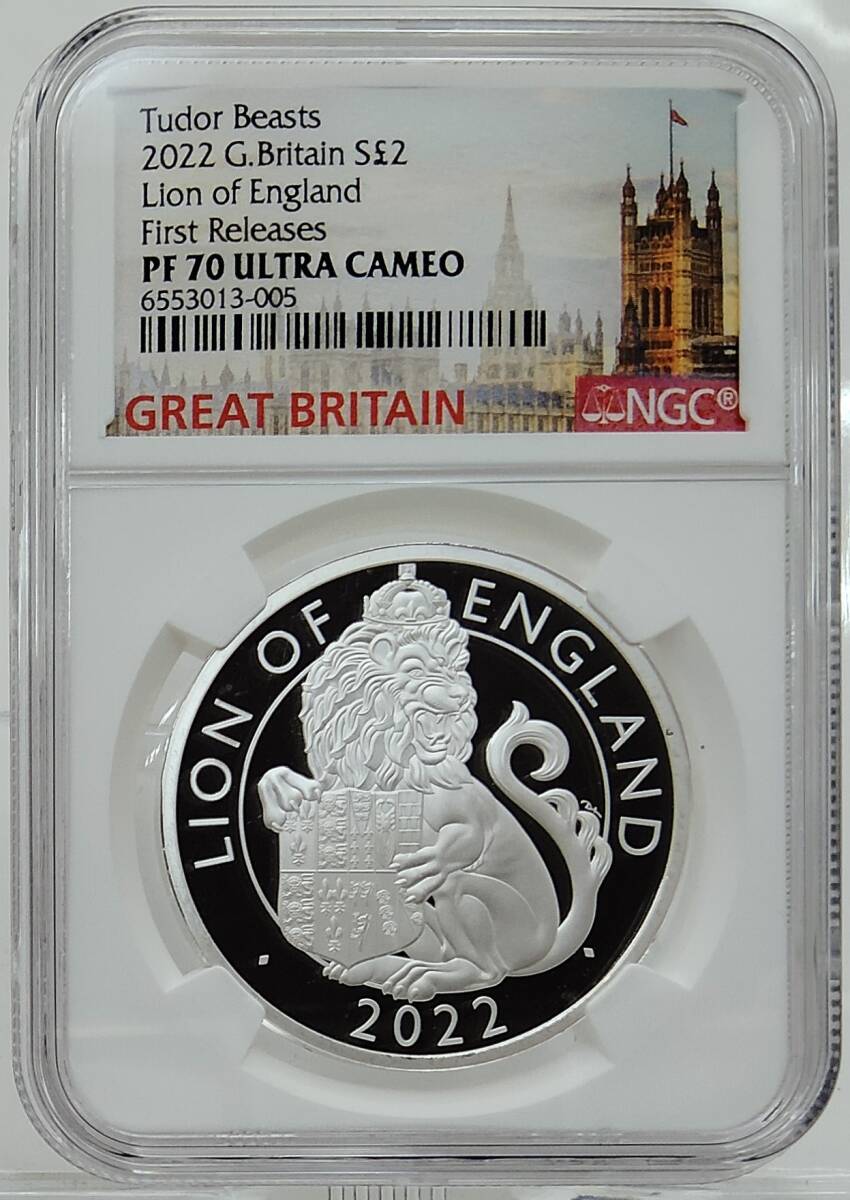 Tudor Beasts
2022 G.Britain S£2
Lion of England
First Releases
PF 70 ULTRA CAMEO
6553013-005
GREAT BRITAIN
NGC®
LION OF ENGLAND
2022